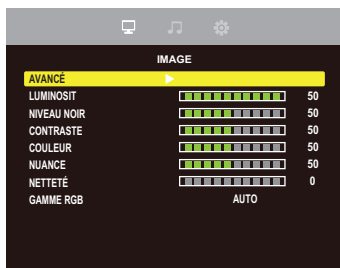 IMAGE
AVANCÉ
LUMINOSIT 50
NIVEAU NOIR 50
CONTRASTE 50
COULEUR 50
NUANCE 50
NETTETÉ 0
GAMME RGB AUTO